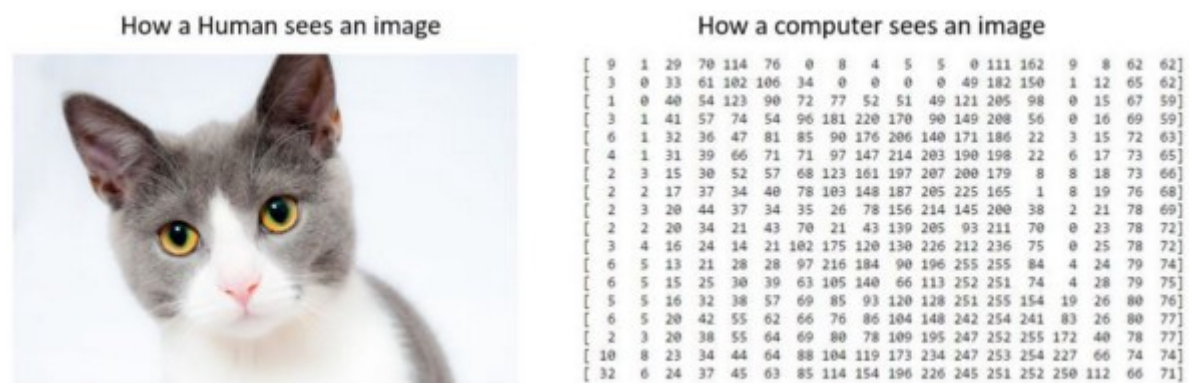 How a Human sees an image
How a computer sees an image
[ 9 1 29 70 114 76 0 8 4 5 5 0 111 162 9 8 62 62]
[ 3 0 33 61 102 106 34 0 0 0 0 49 182 150 1 12 65 62]
[ 1 0 40 54 123 90 72 77 52 51 49 121 205 98 0 15 67 59]
[ 3 1 41 57 74 54 96 181 220 170 90 149 208 56 0 16 69 59]
[ 6 1 32 36 47 81 85 90 176 206 140 171 186 22 3 15 72 63]
[ 4 1 31 39 66 71 71 97 147 214 203 190 198 22 6 17 73 65]
[ 2 3 15 30 52 57 68 123 161 197 207 200 179 8 8 18 73 66]
[ 2 2 17 37 34 40 78 103 148 187 205 225 165 1 8 19 76 68]
[ 2 3 20 44 37 34 35 26 78 156 214 145 200 38 2 21 78 69]
[ 2 2 20 34 21 43 70 21 43 139 205 93 211 70 0 23 78 72]
[ 3 4 16 24 14 21 102 175 120 130 226 212 236 75 0 25 78 72]
[ 6 5 13 21 28 28 97 216 184 90 196 255 255 84 4 24 79 74]
[ 6 5 15 25 30 39 63 105 140 66 113 252 251 74 4 28 79 75]
[ 5 5 16 32 38 57 69 85 93 120 128 251 255 154 19 26 80 76]
[ 6 5 20 42 55 62 66 76 86 104 148 242 254 241 83 26 80 77]
[ 2 3 20 38 55 64 69 80 78 109 195 247 252 255 172 40 78 77]
[ 10 8 23 34 44 64 88 104 119 173 234 247 253 254 227 66 74 74]
[ 32 6 24 37 45 63 85 114 154 196 226 245 251 252 250 112 66 71]